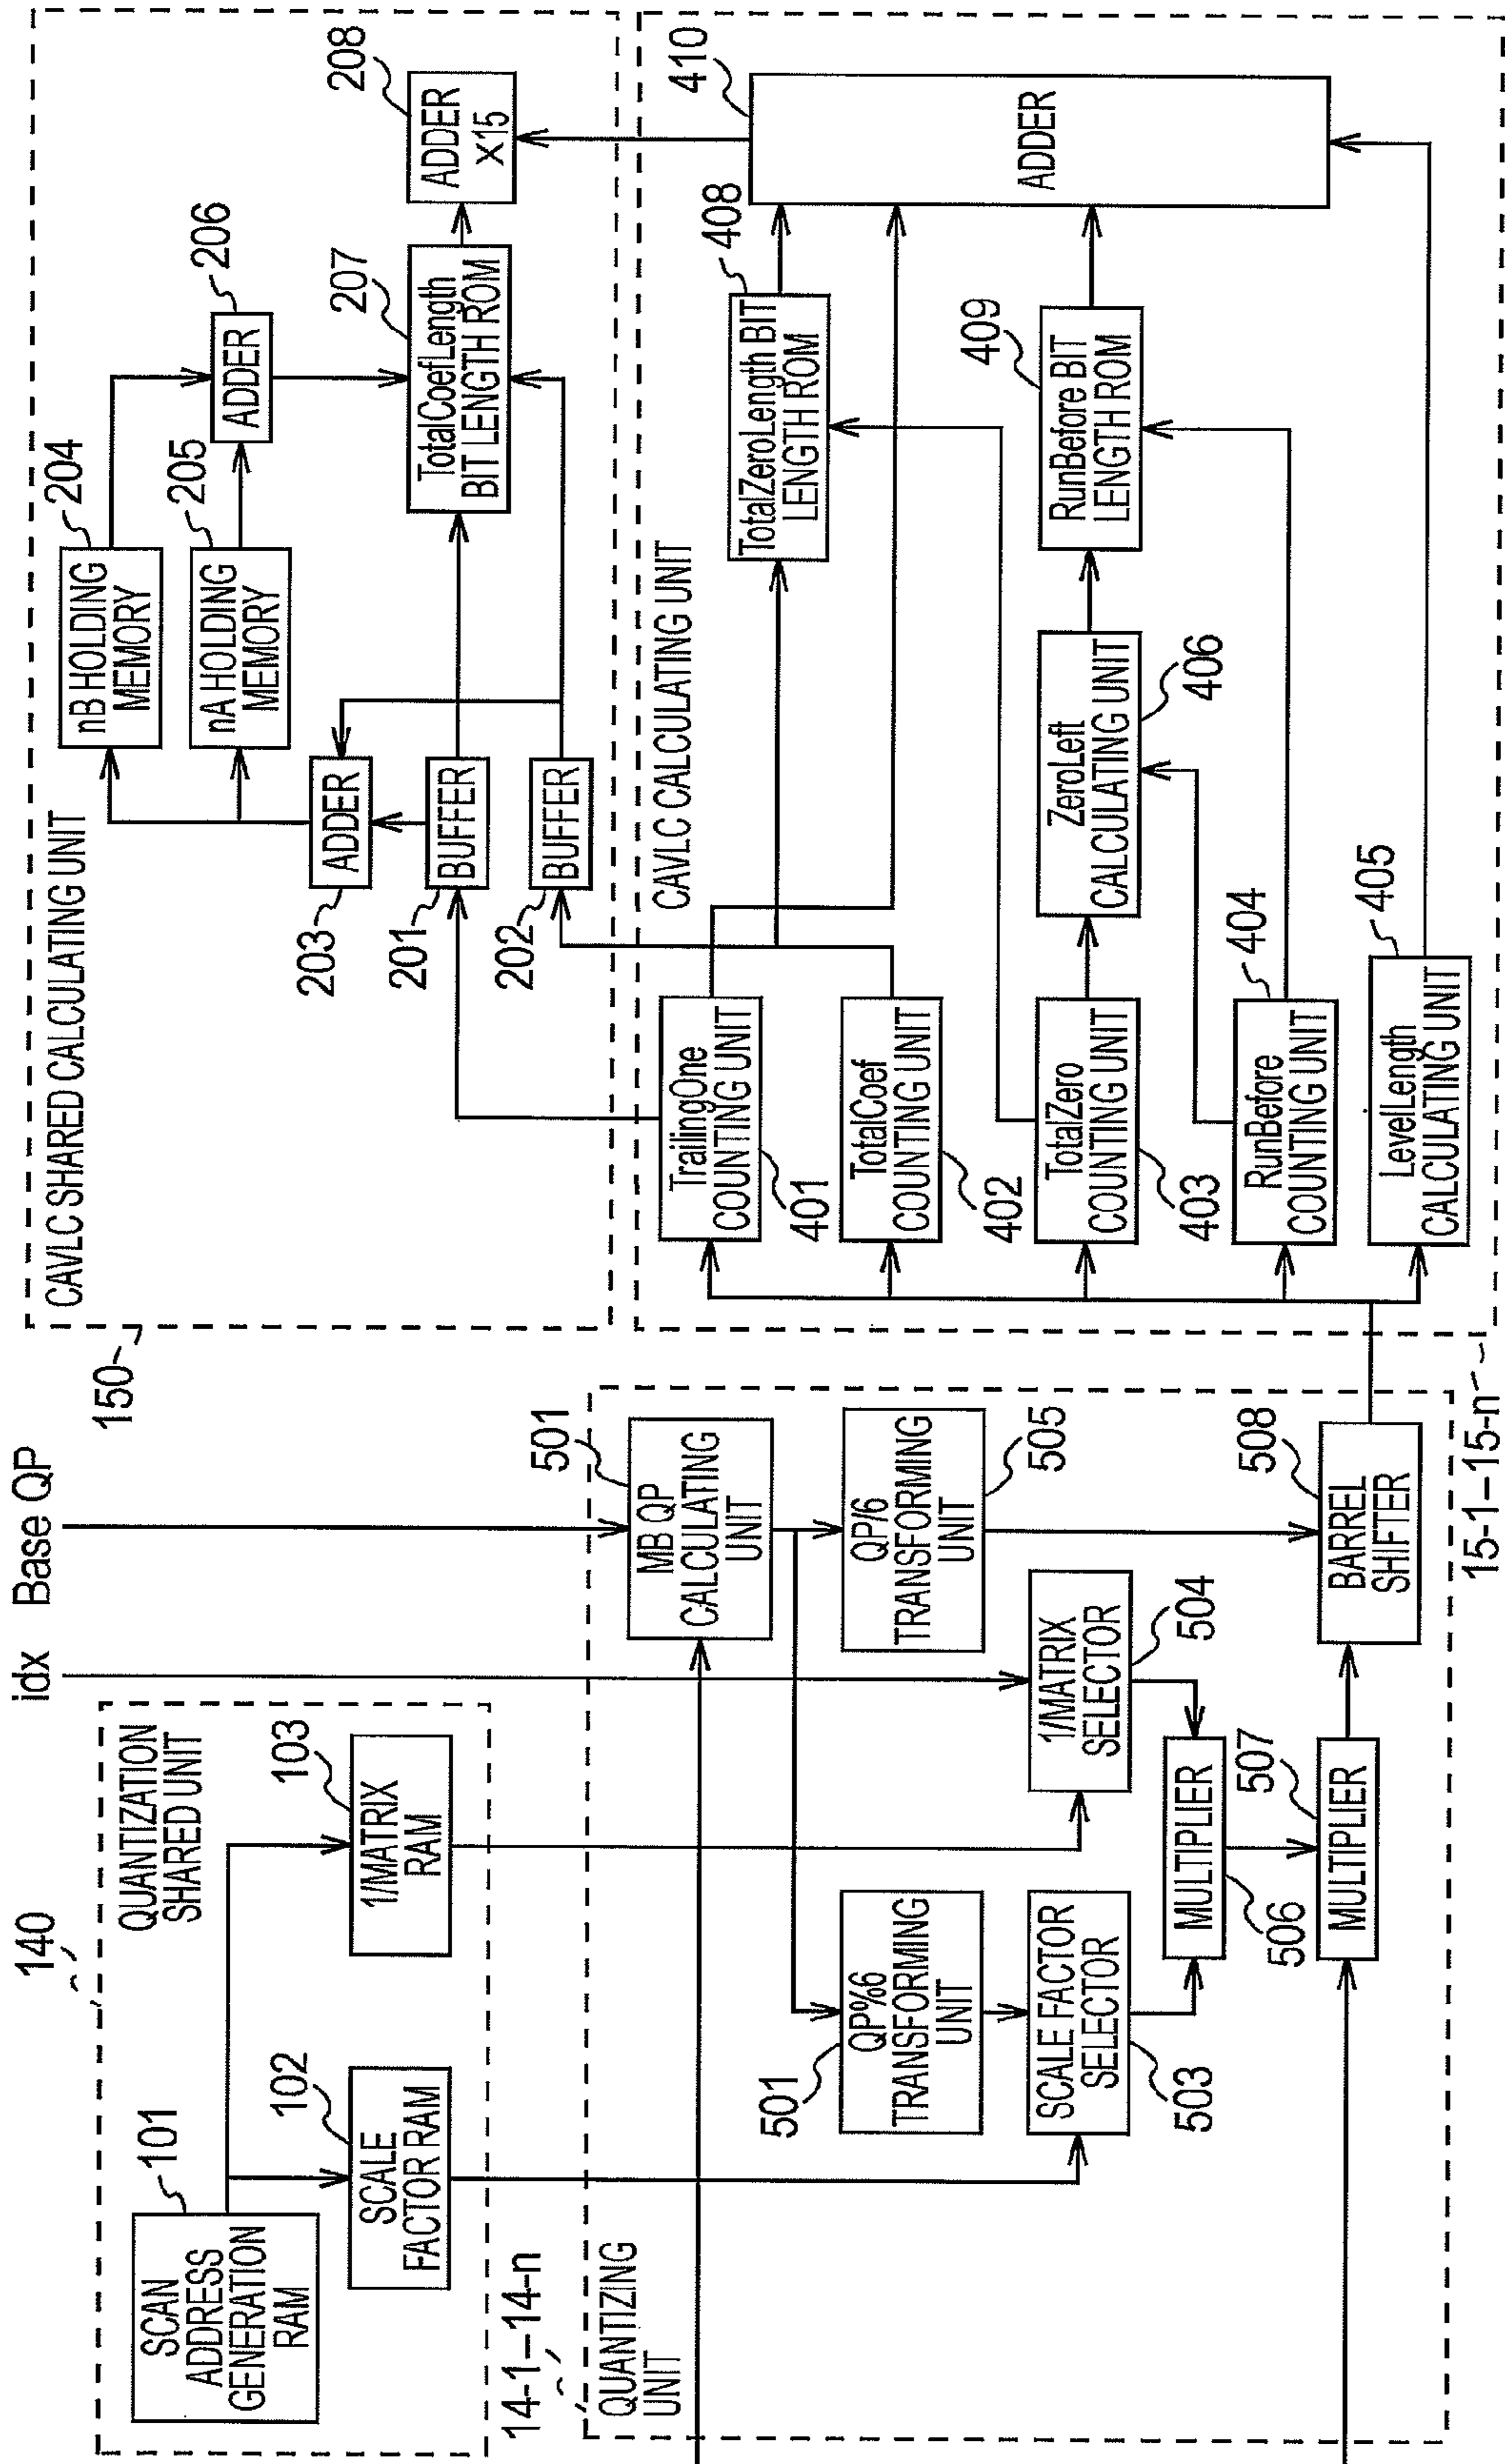 140
QUANTIZATION
SHARED UNIT
101
SCAN
ADDRESS
GENERATION
RAM
102
SCALE
FACTOR RAM
103
1/MATRIX
RAM
idx
Base QP
14-1–14-n
QUANTIZING
UNIT
501
MB QP
CALCULATING
UNIT
501
QP%6
TRANSFORMING
UNIT
505
QP/6
TRANSFORMING
UNIT
503
SCALE FACTOR
SELECTOR
504
1/MATRIX
SELECTOR
506
MULTIPLIER
507
MULTIPLIER
508
BARREL
SHIFTER
150
CAVLC SHARED CALCULATING UNIT
204
nB HOLDING
MEMORY
205
nA HOLDING
MEMORY
206
ADDER
203
ADDER
201
BUFFER
202
BUFFER
207
TotalCoefLength
BIT LENGTH ROM
208
ADDER
x15
15-1–15-n
CAVLC CALCULATING UNIT
401
TrailingOne
COUNTING UNIT
402
TotalCoef
COUNTING UNIT
403
TotalZero
COUNTING UNIT
404
RunBefore
COUNTING UNIT
405
LevelLength
CALCULATING UNIT
406
ZeroLeft
CALCULATING UNIT
408
TotalZeroLength BIT
LENGTH ROM
409
RunBefore BIT
LENGTH ROM
410
ADDER